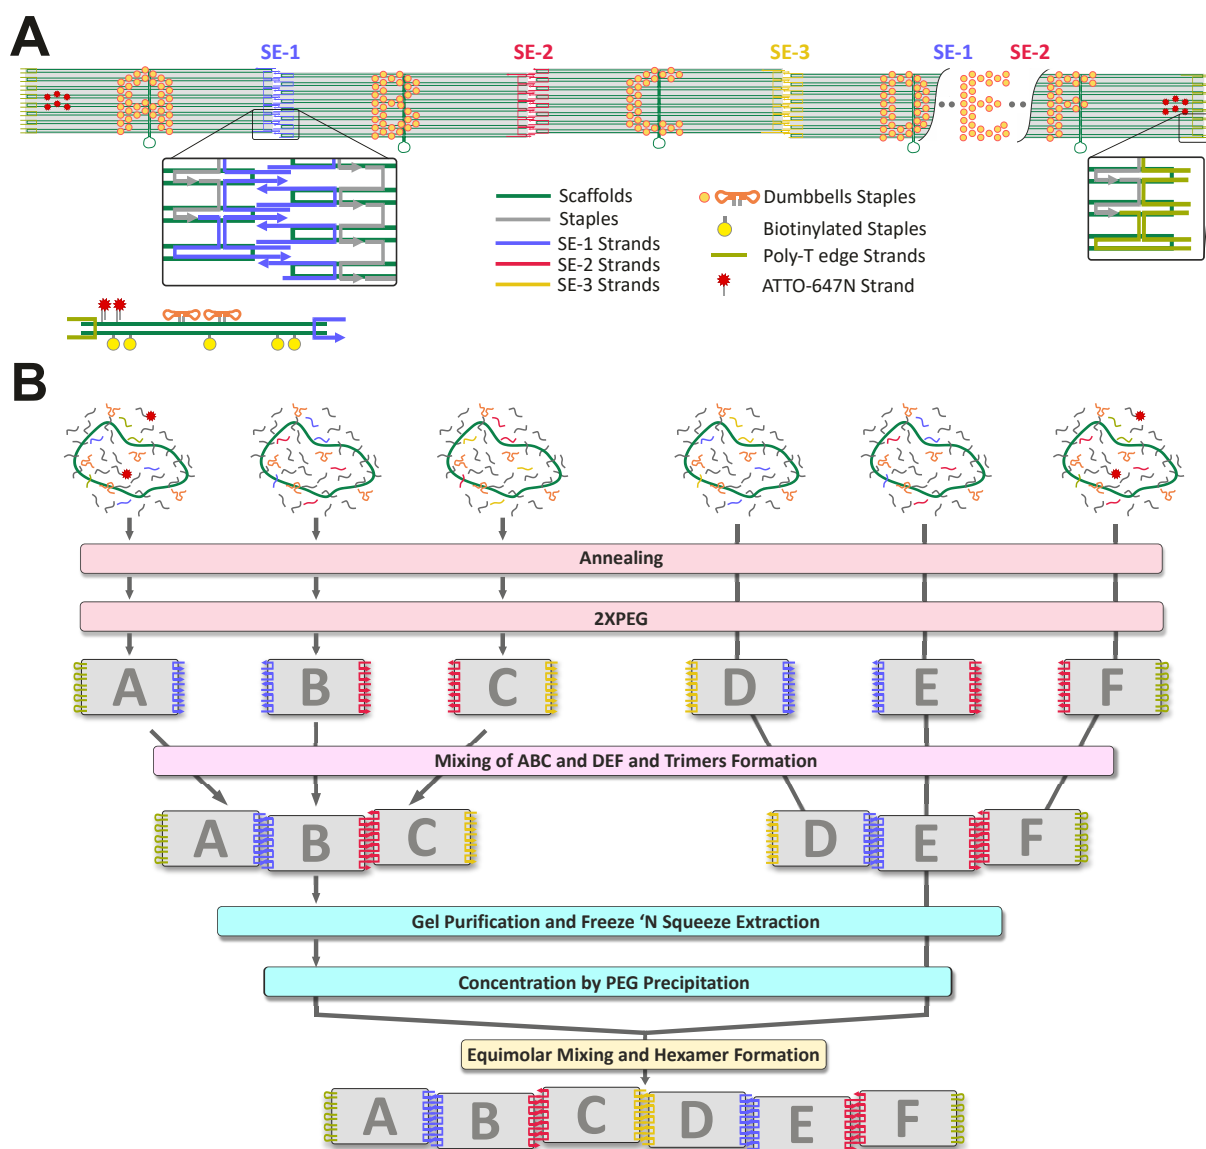 A
SE-1
SE-2
SE-3
SE-1
SE-2
A
B
C
D
E
F
Scaffolds
Staples
SE-1 Strands
SE-2 Strands
SE-3 Strands
Dumbbells Staples
Biotinylated Staples
Poly-T edge Strands
ATTO-647N Strand
B
Annealing
2XPEG
A
B
C
D
E
F
Mixing of ABC and DEF and Trimers Formation
A
B
C
D
E
F
Gel Purification and Freeze ‘N Squeeze Extraction
Concentration by PEG Precipitation
Equimolar Mixing and Hexamer Formation
A
B
C
D
E
F